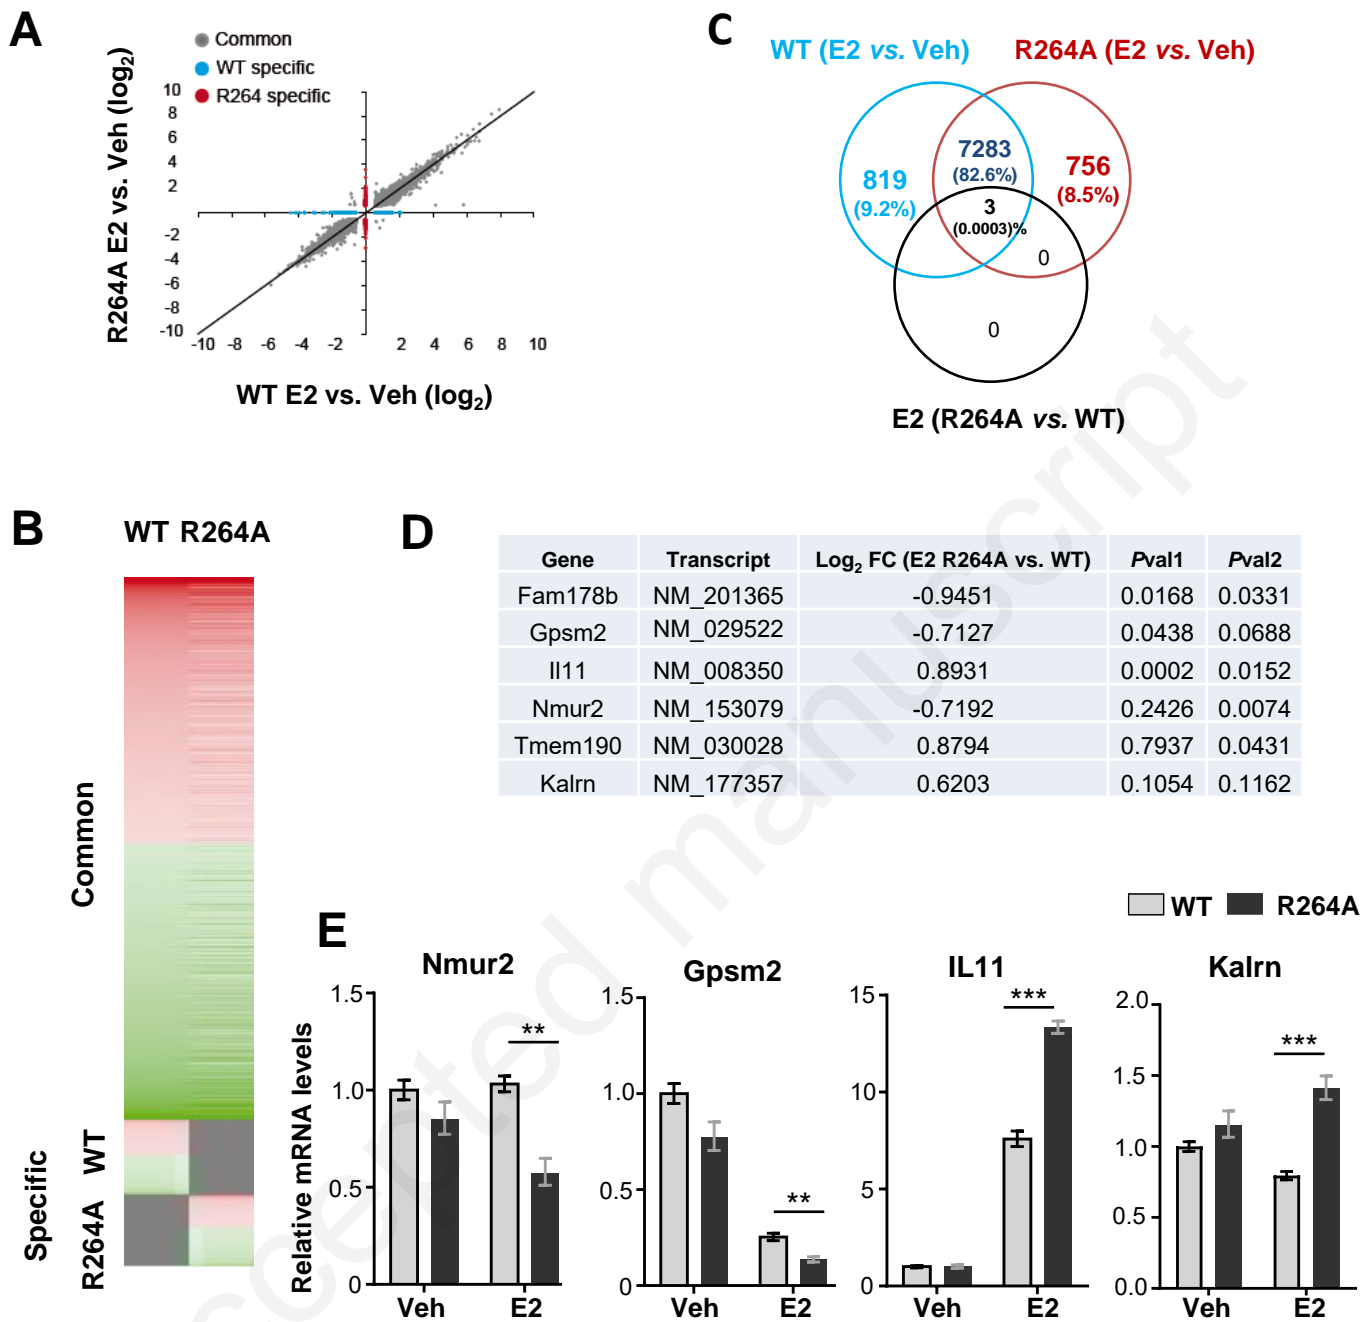 A
Common
WT specific
R264 specific
R264A E2 vs. Veh (log2)
10
8
6
4
2
-2
-4
-6
-8
-10
-10 -8 -6 -4 -2 2 4 6 8 10
WT E2 vs. Veh (log2)
C
WT (E2 vs. Veh) R264A (E2 vs. Veh)
7283
(82.6%)
819
(9.2%)
756
(8.5%)
3
(0.0003)%
0
0
E2 (R264A vs. WT)
B
WT R264A
Common
Specific
WT
R264A
D
Gene Transcript Log2 FC (E2 R264A vs. WT) Pval1 Pval2
Fam178b NM_201365 -0.9451 0.0168 0.0331
Gpsm2 NM_029522 -0.7127 0.0438 0.0688
Il11 NM_008350 0.8931 0.0002 0.0152
Nmur2 NM_153079 -0.7192 0.2426 0.0074
Tmem190 NM_030028 0.8794 0.7937 0.0431
Kalrn NM_177357 0.6203 0.1054 0.1162
WT R264A
E
Relative mRNA levels
Nmur2
1.5
1.0
0.5
0
**
Veh E2
Gpsm2
1.5
1.0
0.5
0
**
Veh E2
IL11
15
10
5
0
***
Veh E2
Kalrn
2.0
1.5
1.0
0.5
0.0
***
Veh E2
ccepted manuscript